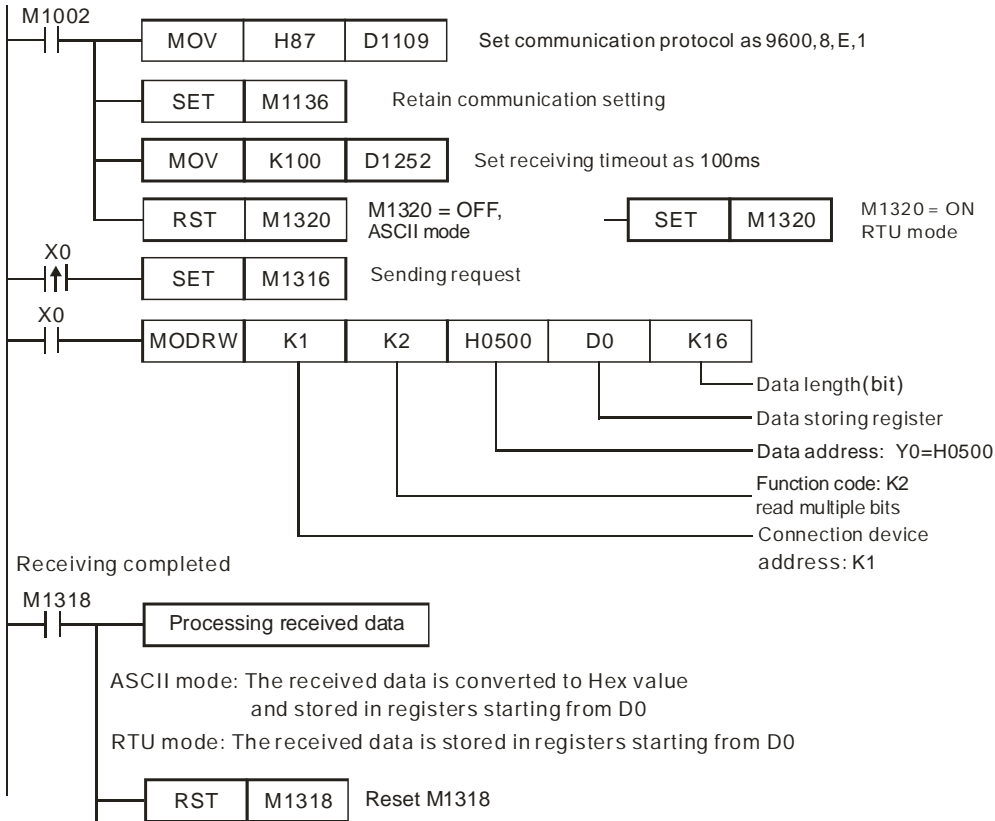 M1002
MOV H87 D1109 Set communication protocol as 9600,8,E,1
SET M1136 Retain communication setting
MOV K100 D1252 Set receiving timeout as 100ms
RST M1320 M1320 = OFF,
ASCII mode
SET M1320 M1320 = ON
RTU mode
X0
SET M1316 Sending request
X0
MODRW K1 K2 H0500 D0 K16
Data length(bit)
Data storing register
Data address: Y0=H0500
Function code: K2
read multiple bits
Connection device
address: K1
Receiving completed
M1318
Processing received data
ASCII mode: The received data is converted to Hex value
and stored in registers starting from D0
RTU mode: The received data is stored in registers starting from D0
RST M1318 Reset M1318